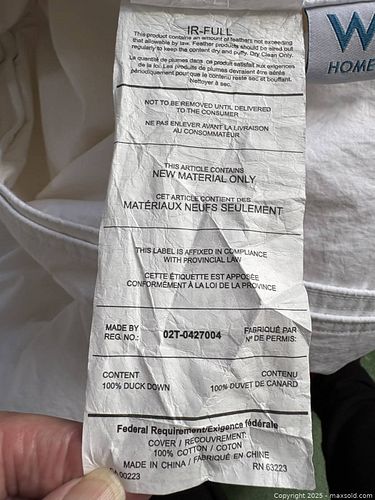 IR-FULL
This product contains an amount of feathers not exceeding
that allowable by law. Feather products should be aired out
regularly to keep the content dry and puffy. Dry Clean Only.
La quantité de plumes dans ce produit satisfait aux exigences
de la loi. Les produits de plumes devraient être aérés
périodiquement pour que le contenu reste sec et bouffant.
Nettoyer à sec.
NOT TO BE REMOVED UNTIL DELIVERED
TO THE CONSUMER
NE PAS ENLEVER AVANT LA LIVRAISON
AU CONSOMMATEUR
THIS ARTICLE CONTAINS
NEW MATERIAL ONLY
CET ARTICLE CONTIENT DES
MATÉRIAUX NEUFS SEULEMENT
THIS LABEL IS AFFIXED IN COMPLIANCE
WITH PROVINCIAL LAW
CETTE ÉTIQUETTE EST APPOSÉE
CONFORMÉMENT À LA LOI DE LA PROVINCE
MADE BY 02T-0427004 FABRIQUÉ PAR
REG. NO.: Nº DE PERMIS:
CONTENT CONTENU
100% DUCK DOWN 100% DUVET DE CANARD
Federal Requirement/Exigence fédérale
COVER / RECOUVREMENT:
100% COTTON / COTON
MADE IN CHINA / FABRIQUÉ EN CHINE
00223 RN 63223
W
HOME
Copyright 2025 - maxsold.com